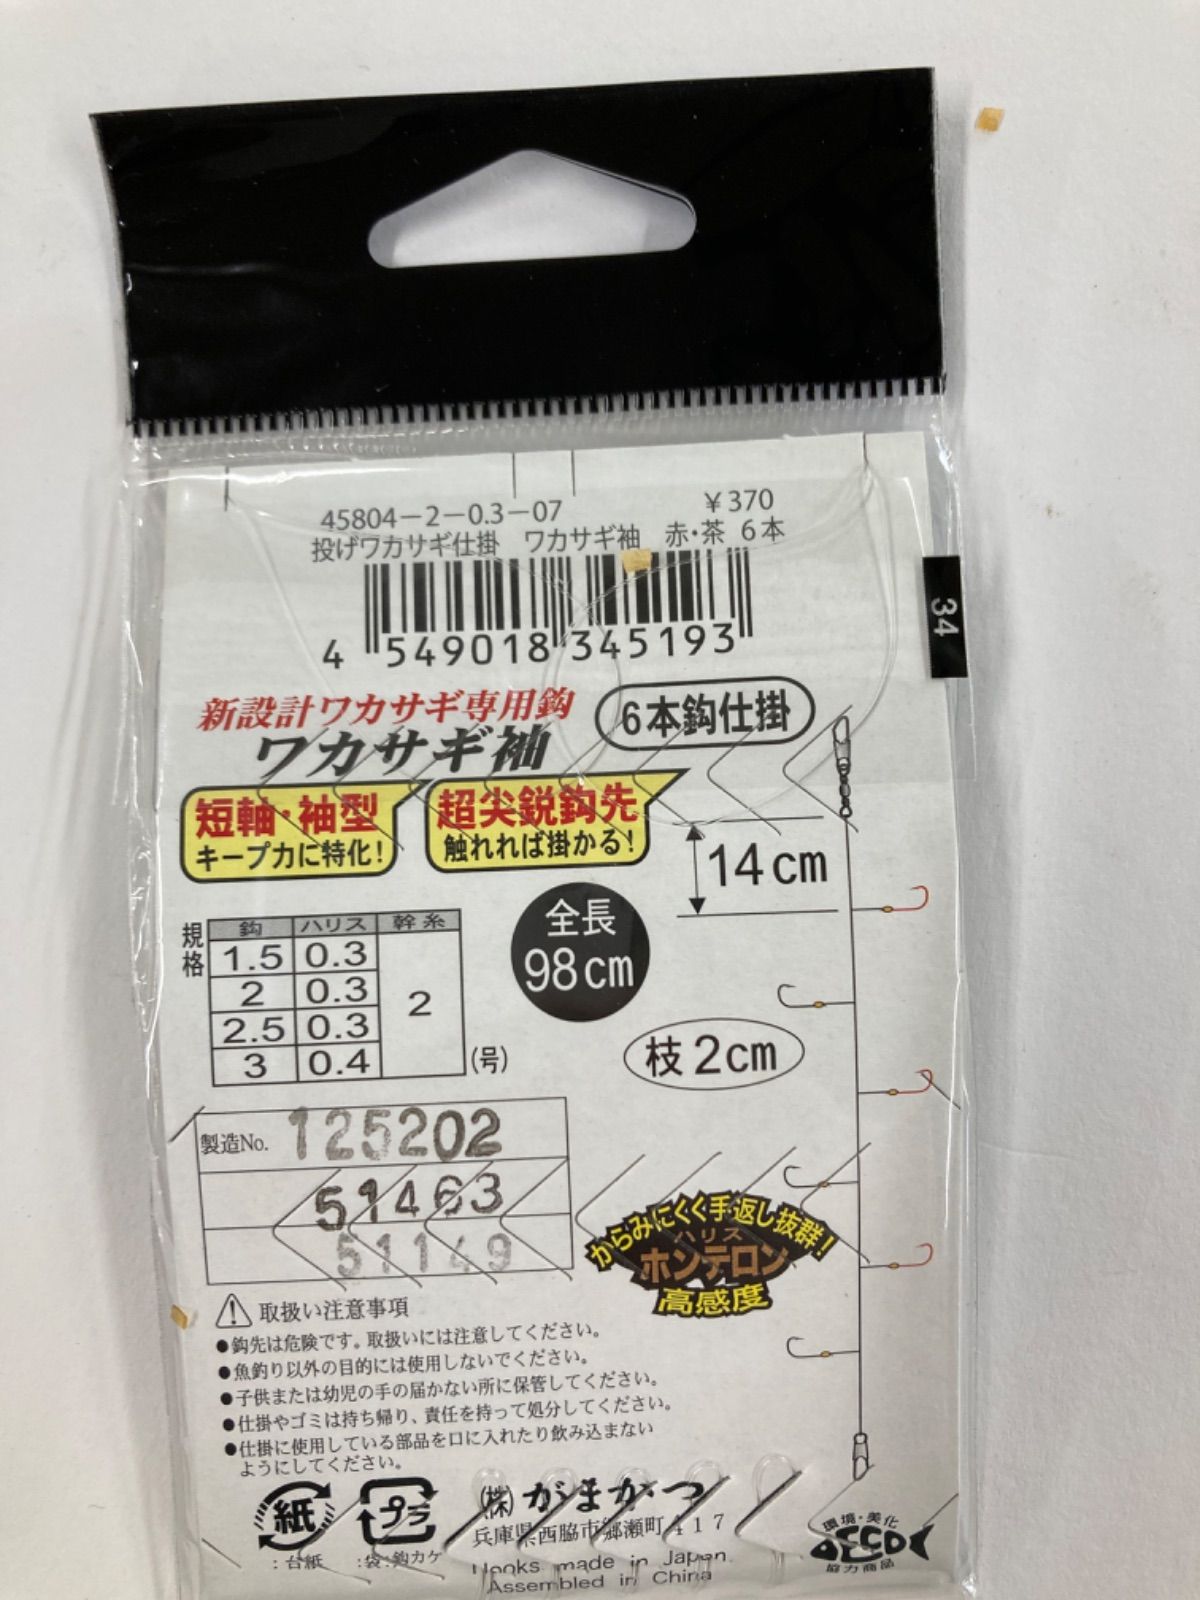 45804−2−0.3−07 ￥370
投げワカサギ仕掛 ワカサギ袖 赤・茶 6本
4 549018 345193
34
新設計ワカサギ専用鈎
ワカサギ袖
6本鈎仕掛
短軸・袖型
キープ力に特化!
超尖鋭鈎先
触れれば掛かる!
14cm
全長
98cm
枝2cm
規格
鈎 ハリス 幹糸
1.5 0.3
2 0.3
2.5 0.3
3 0.4
2
(号)
製造No. 125202
51463
51149
からみにくく手返し抜群!
ハリス
ホンテロン
高感度
取扱い注意事項
●鈎先は危険です。取扱いには注意してください。
●魚釣り以外の目的には使用しないでください。
●子供または幼児の手の届かない所に保管してください。
●仕掛やゴミは持ち帰り、責任を持って処分してください。
●仕掛に使用している部品を口に入れたり飲み込まない
ようにしてください。
紙
:台紙
プラ
:袋:鈎カケ
(株)がまかつ
兵庫県西脇市郷瀬町417
Hooks made in Japan.
Assembled in China
環境・美化
ECO
協力商品